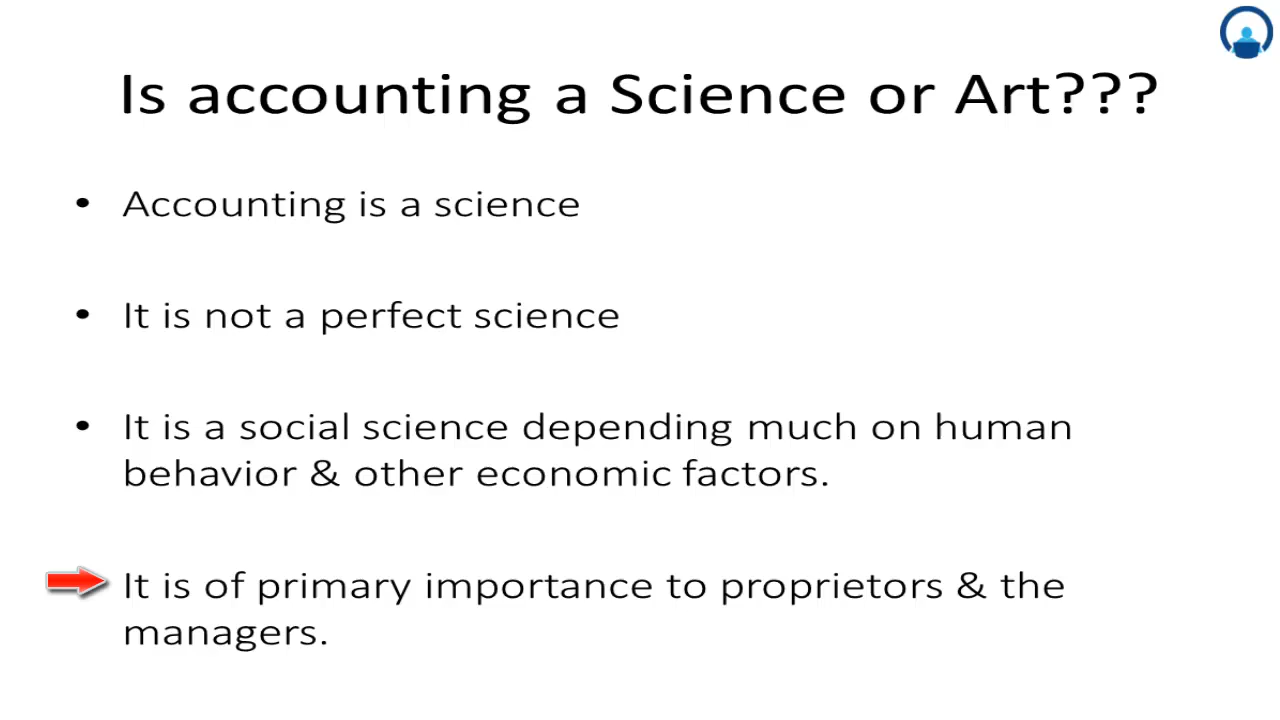 Is accounting a Science or Art???
• Accounting is a science
• It is not a perfect science
• It is a social science depending much on human
behavior & other economic factors.
It is of primary importance to proprietors & the
managers.